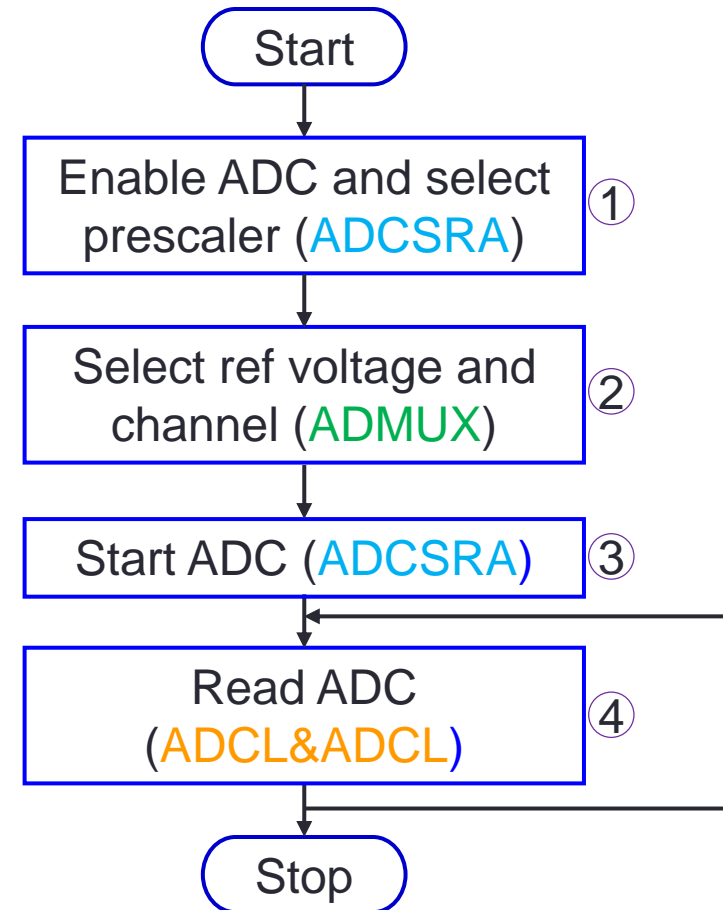 Start
Enable ADC and select
prescaler (ADCSRA)
①
Select ref voltage and
channel (ADMUX)
②
Start ADC (ADCSRA)
③
Read ADC
(ADCL&ADCL)
④
Stop